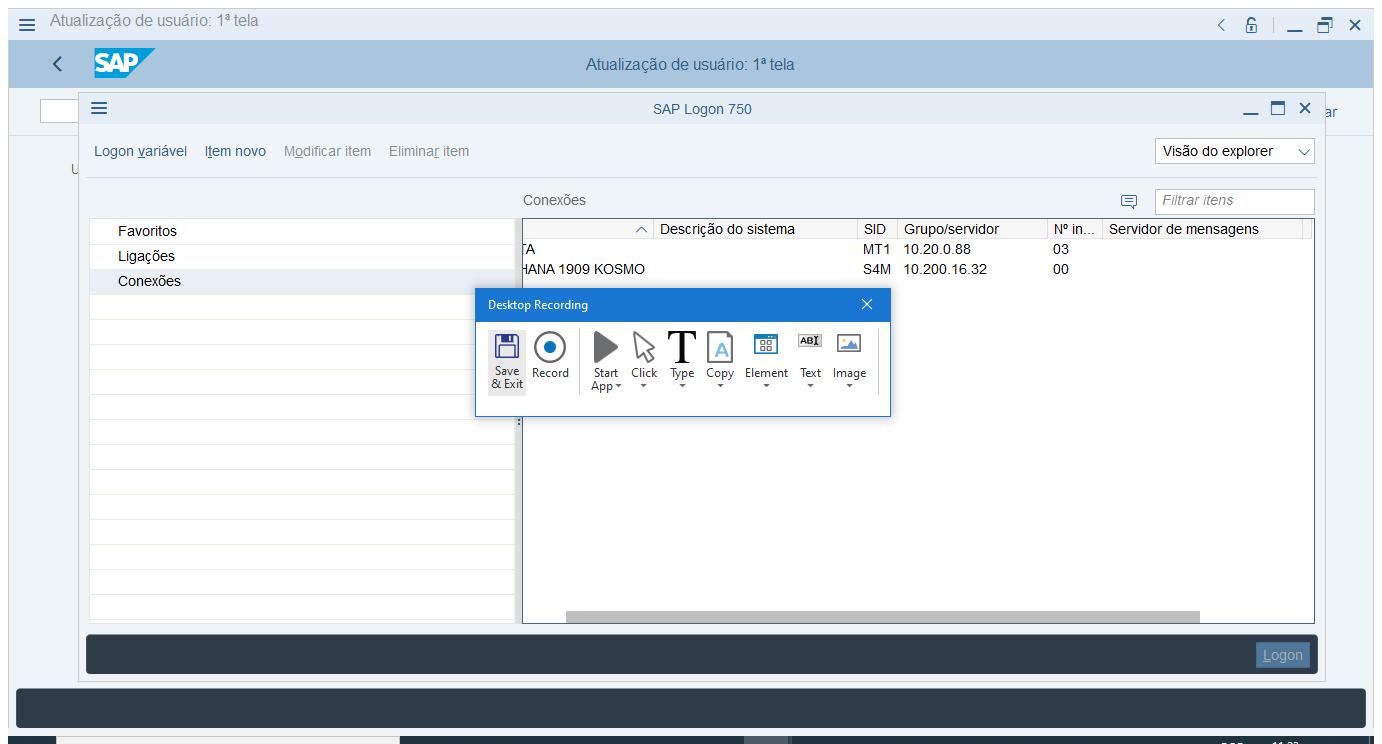 Atualização de usuário: 1ª tela
SAP
Atualização de usuário: 1ª tela
SAP Logon 750
ar
Logon variável Item novo Modificar item Eliminar item Visão do explorer
U
Conexões Filtrar itens
Favoritos
Ligações
Conexões
Descrição do sistema SID Grupo/servidor Nº in... Servidor de mensagens
TA MT1 10.20.0.88 03
HANA 1909 KOSMO S4M 10.200.16.32 00
Desktop Recording
Save & Exit
Record
Start App
Click
Type
Copy
Element
ABI
Text
Image
Logon